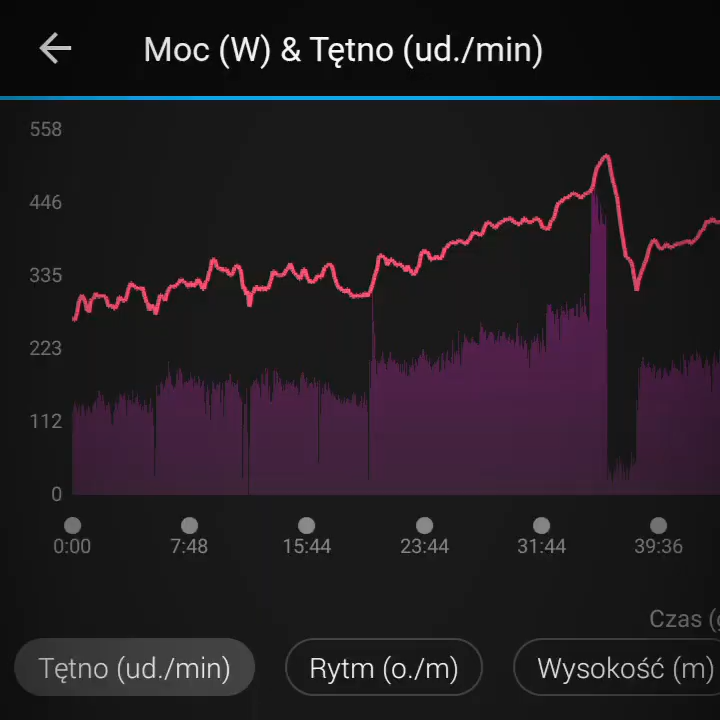 Moc (W) & Tętno (ud./min)
558
446
335
223
112
0
0:00 7:48 15:44 23:44 31:44 39:36
Czas (
Tętno (ud./min) Rytm (o./m) Wysokość (m)